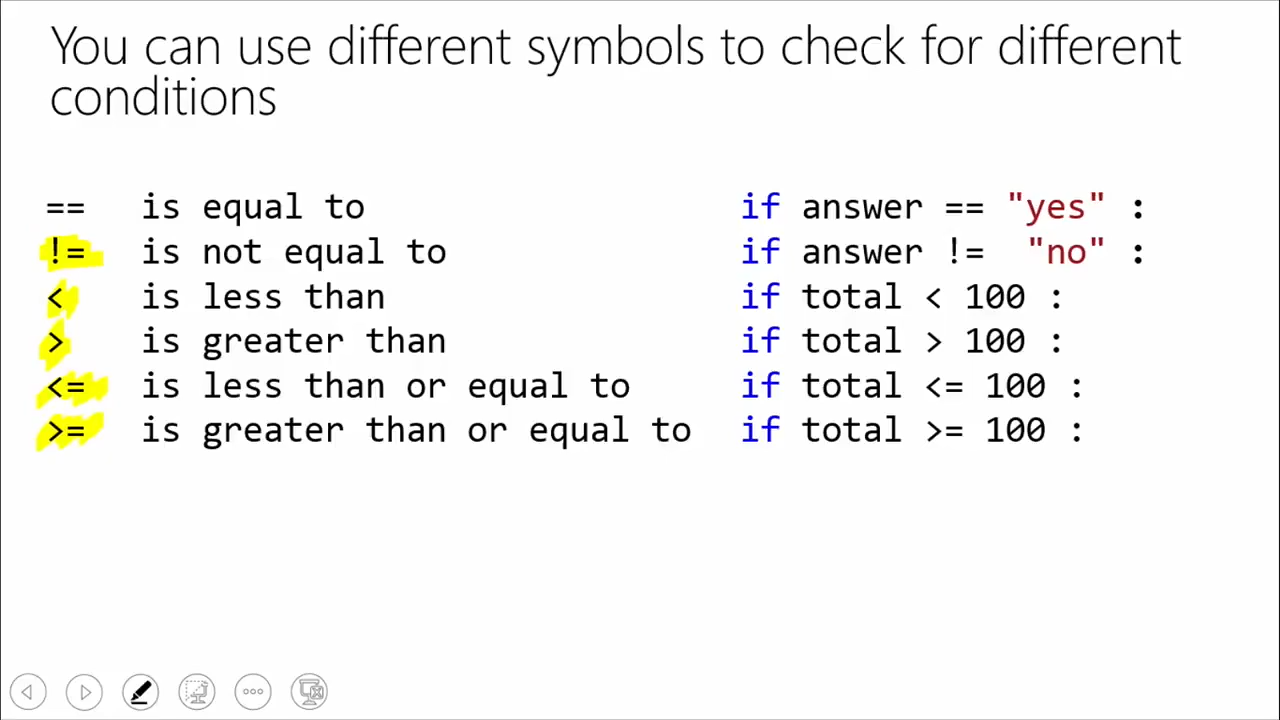 You can use different symbols to check for different
conditions
== is equal to if answer == "yes" :
!= is not equal to if answer != "no" :
< is less than if total < 100 :
> is greater than if total > 100 :
<= is less than or equal to if total <= 100 :
>= is greater than or equal to if total >= 100 :